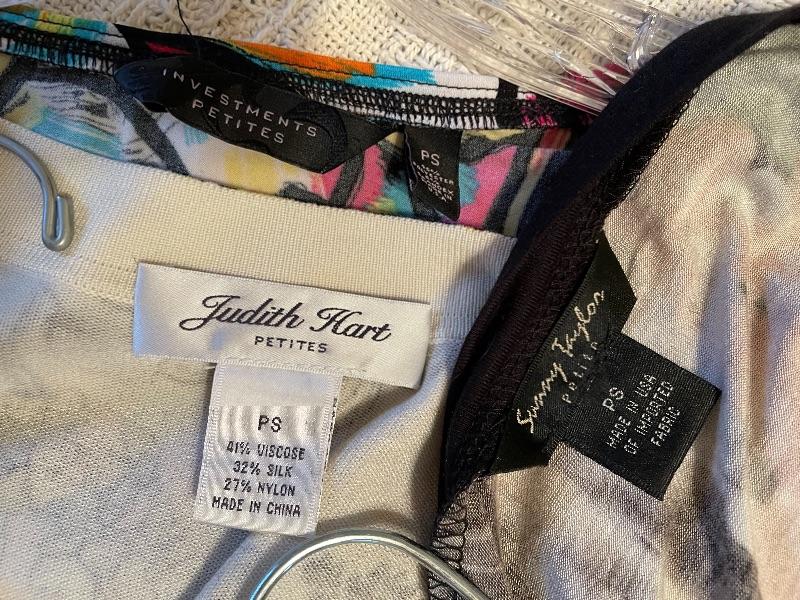 INVESTMENTS
PETITES
PS
Judith Hart
PETITES
PS
41% VISCOSE
32% SILK
27% NYLON
MADE IN CHINA
Sunny Taylor
Petite
PS
MADE IN USA
OF IMPORTED
FABRIC